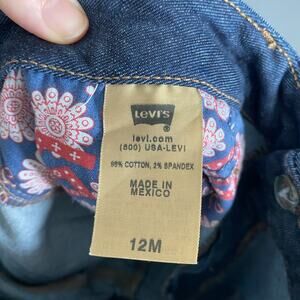 LEVI'S
®
levi.com
(800) USA-LEVI
98% COTTON, 2% SPANDEX
MADE IN
MEXICO
12M